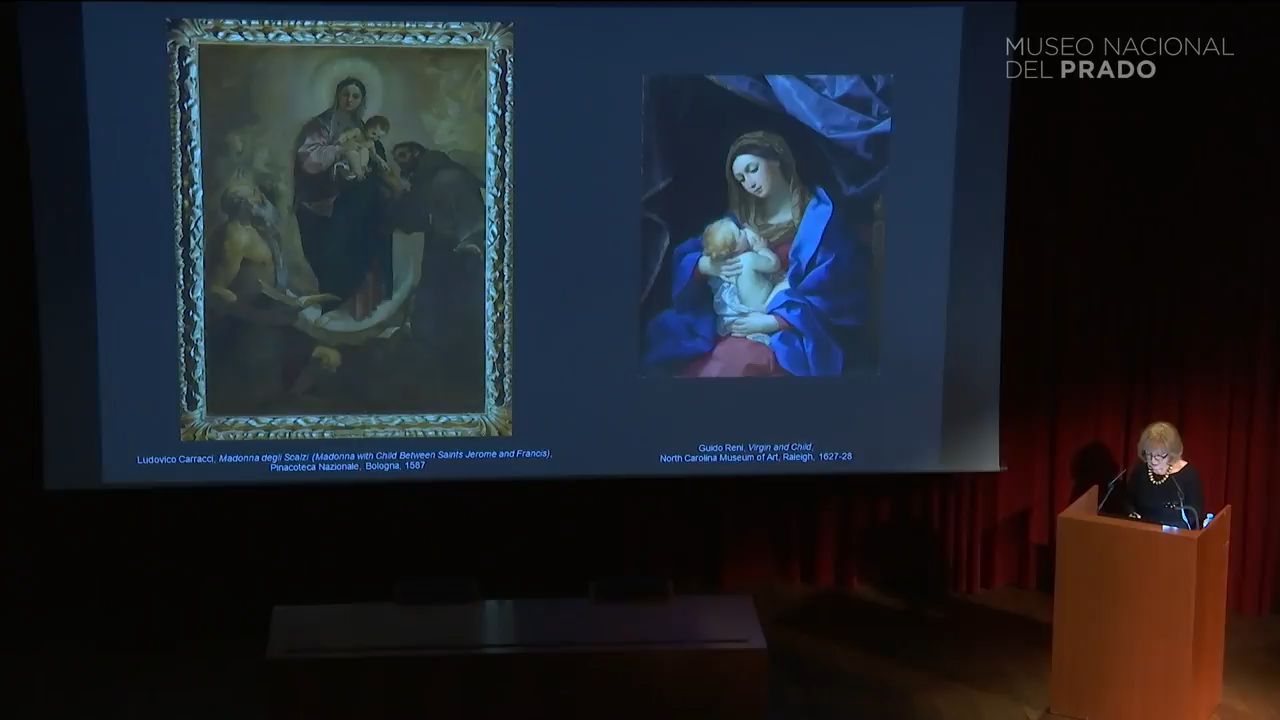 MUSEO NACIONAL
DEL PRADO
Ludovico Carracci, Madonna degli Scalzi (Madonna with Child Between Saints Jerome and Francis),
Pinacoteca Nazionale, Bologna, 1587
Guido Reni, Virgin and Child,
North Carolina Museum of Art, Raleigh, 1627-28